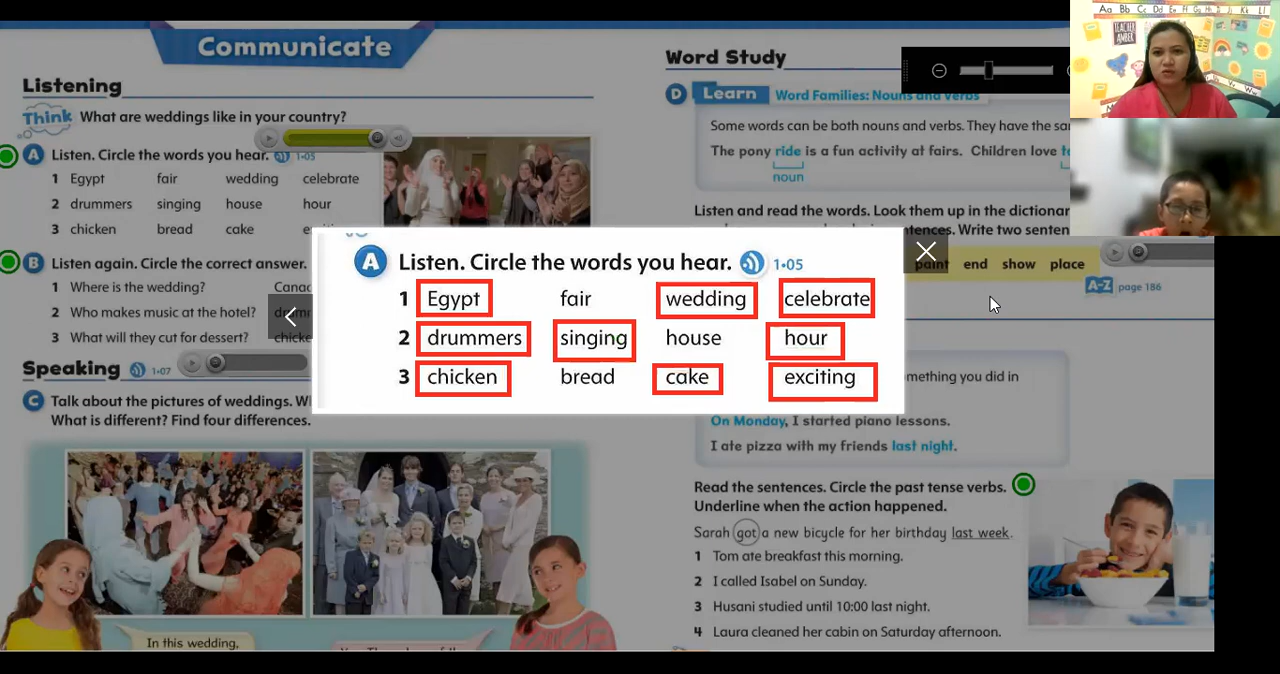 Communicate
Listening
Think What are weddings like in your country?
A Listen. Circle the words you hear. 1•05
1 Egypt fair wedding celebrate
2 drummers singing house hour
3 chicken bread cake
B Listen again. Circle the correct answer.
1 Where is the wedding?
2 Who makes music at the hotel?
3 What will they cut for dessert?
Speaking 1•07
C Talk about the pictures of weddings.
What is different? Find four differences.
In this wedding,
A Listen. Circle the words you hear. 1•05
1 Egypt fair wedding celebrate
2 drummers singing house hour
3 chicken bread cake exciting
Word Study
D Learn Word Families: Nouns and Verbs
Some words can be both nouns and verbs. They have the
The pony ride is a fun activity at fairs. Children love
noun
Listen and read the words. Look them up in the
Write two
paint end show place
A-Z page 186
you did in
On Monday, I started piano lessons.
I ate pizza with my friends last night.
Read the sentences. Circle the past tense verbs.
Underline when the action happened.
Sarah got a new bicycle for her birthday last week.
1 Tom ate breakfast this morning.
2 I called Isabel on Sunday.
3 Husani studied until 10:00 last night.
4 Laura cleaned her cabin on Saturday afternoon.
TEACHER
AMBER